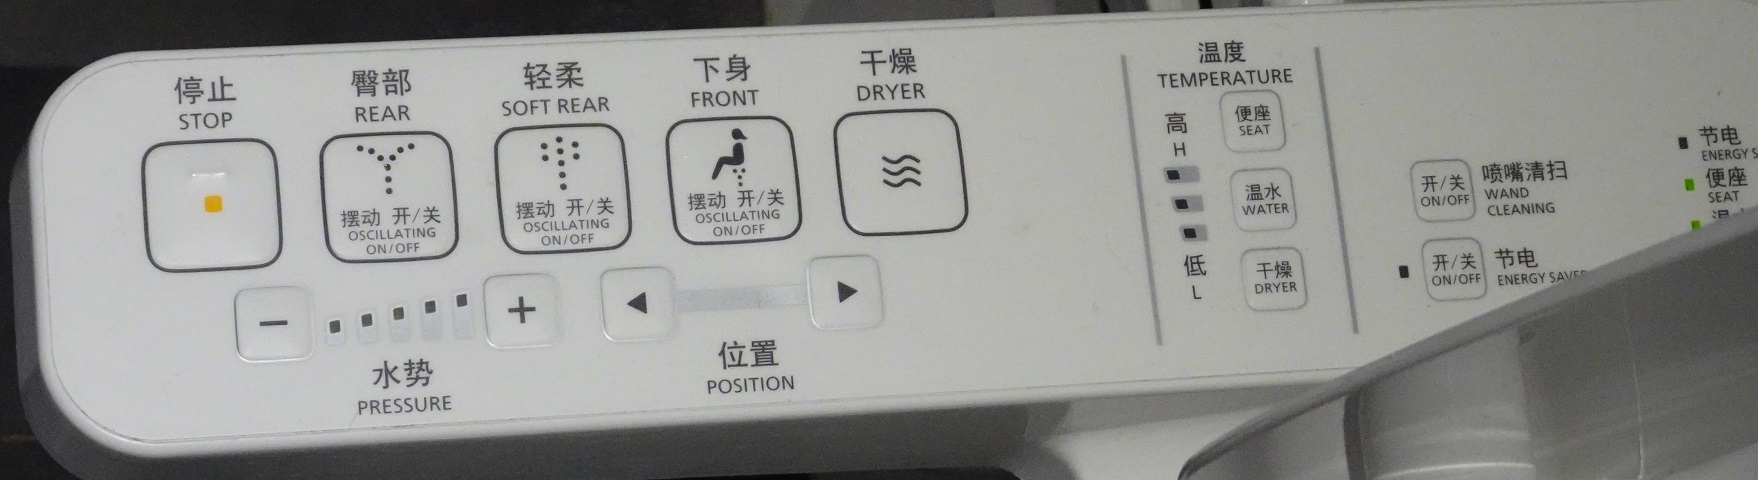 停止
STOP
臀部
REAR
摆动 开/关
OSCILLATING
ON/OFF
轻柔
SOFT REAR
摆动 开/关
OSCILLATING
ON/OFF
下身
FRONT
摆动 开/关
OSCILLATING
ON/OFF
干燥
DRYER
−
+
水势
PRESSURE
位置
POSITION
温度
TEMPERATURE
高
H
低
L
便座
SEAT
温水
WATER
干燥
DRYER
开/关
ON/OFF
喷嘴清扫
WAND
CLEANING
开/关
ON/OFF
节电
ENERGY SAVER
节电
ENERGY S
便座
SEAT